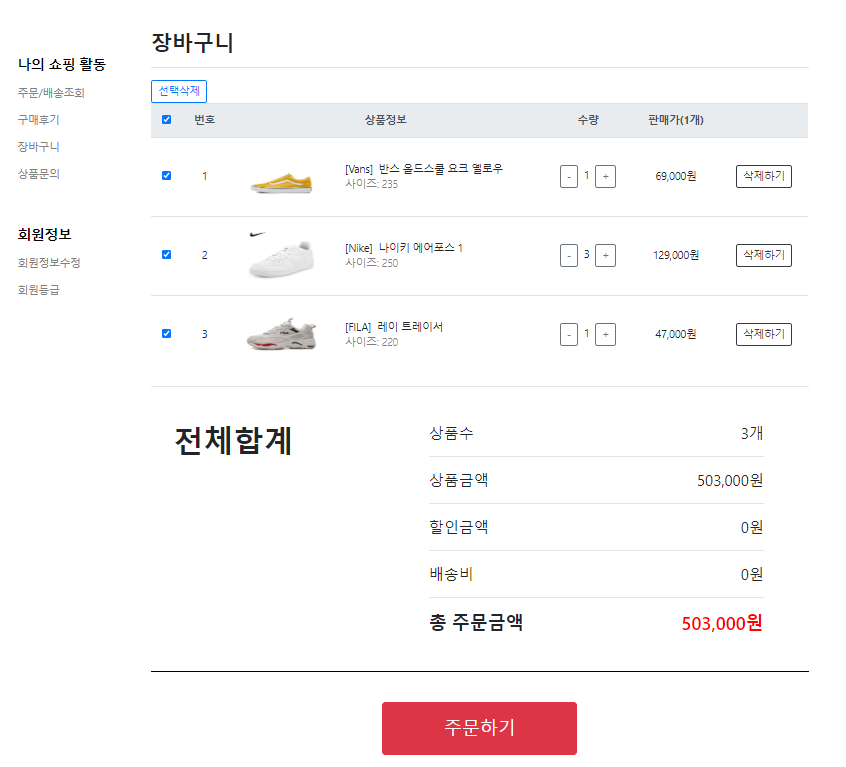 장바구니
나의 쇼핑 활동
주문/배송조회
구매후기
장바구니
상품문의
회원정보
회원정보수정
회원등급
선택삭제
번호 상품정보 수량 판매가(1개)
1 [Vans] 반스 올드스쿨 요크 옐로우 - 1 + 69,000원 삭제하기
사이즈: 235
2 [Nike] 나이키 에어포스 1 - 3 + 129,000원 삭제하기
사이즈: 250
3 [FILA] 레이 트레이서 - 1 + 47,000원 삭제하기
사이즈: 220
전체합계
상품수 3개
상품금액 503,000원
할인금액 0원
배송비 0원
총 주문금액 503,000원
주문하기